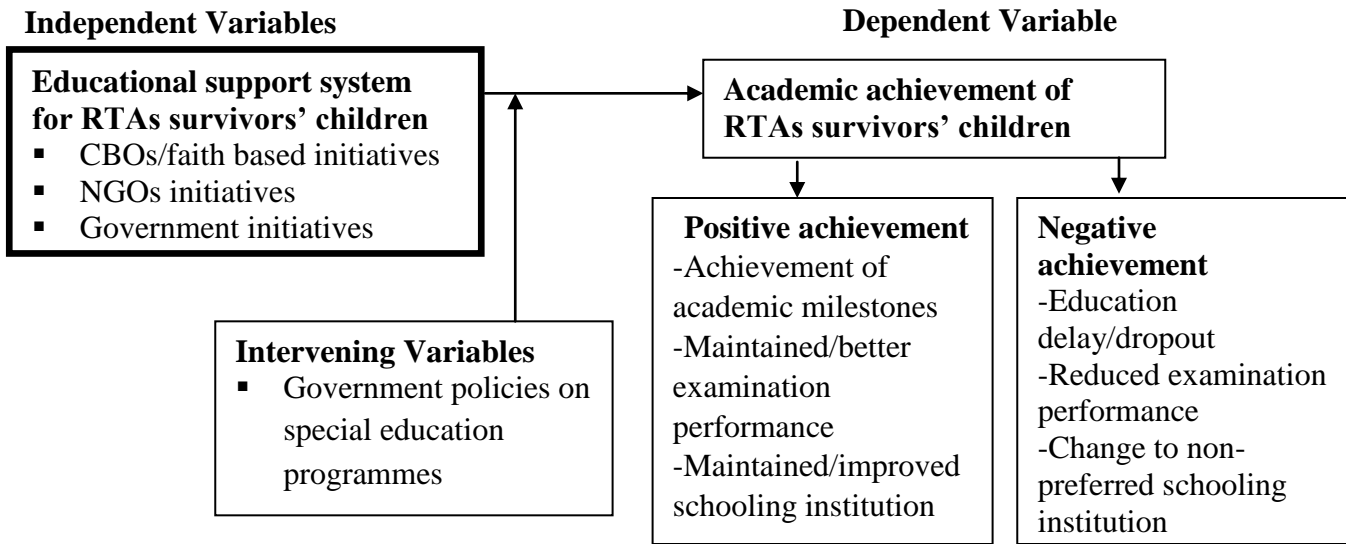 Independent Variables
Educational support system
for RTAs survivors’ children
▪ CBOs/faith based initiatives
▪ NGOs initiatives
▪ Government initiatives
Intervening Variables
▪ Government policies on
special education
programmes
Dependent Variable
Academic achievement of
RTAs survivors’ children
Positive achievement
-Achievement of
academic milestones
-Maintained/better
examination
performance
-Maintained/improved
schooling institution
Negative
achievement
-Education
delay/dropout
-Reduced examination
performance
-Change to non-
preferred schooling
institution